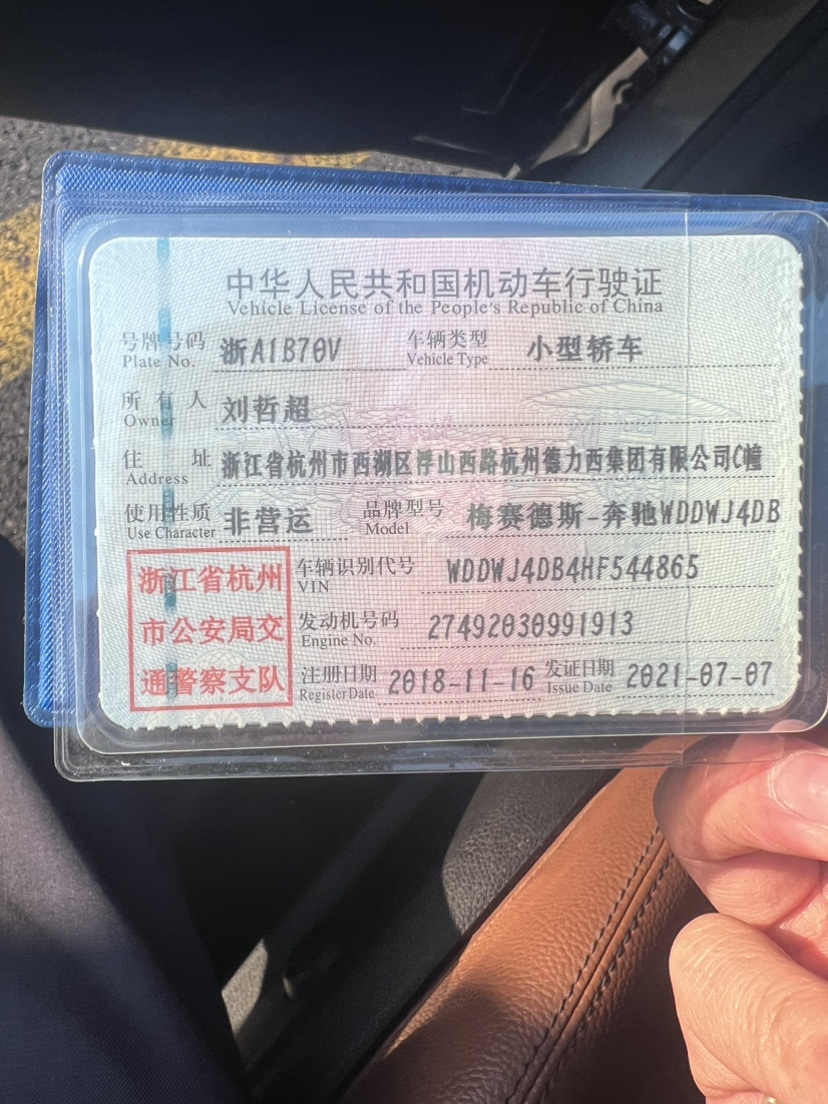 中华人民共和国机动车行驶证
Vehicle License of the People's Republic of China
号牌号码 浙A1B70V 车辆类型 小型轿车
Plate No. Vehicle Type
所有人 刘哲超
Owner
住址 浙江省杭州市西湖区浮山西路杭州德力西集团有限公司C幢
Address
使用性质 非营运 品牌型号 梅赛德斯-奔驰WDDWJ4DB
Use Character Model
浙江省杭州 车辆识别代号 WDDWJ4DB4HF544865
VIN
市公安局交 发动机号码 27492030991913
Engine No.
通警察支队 注册日期 2018-11-16 发证日期 2021-07-07
Register Date Issue Date